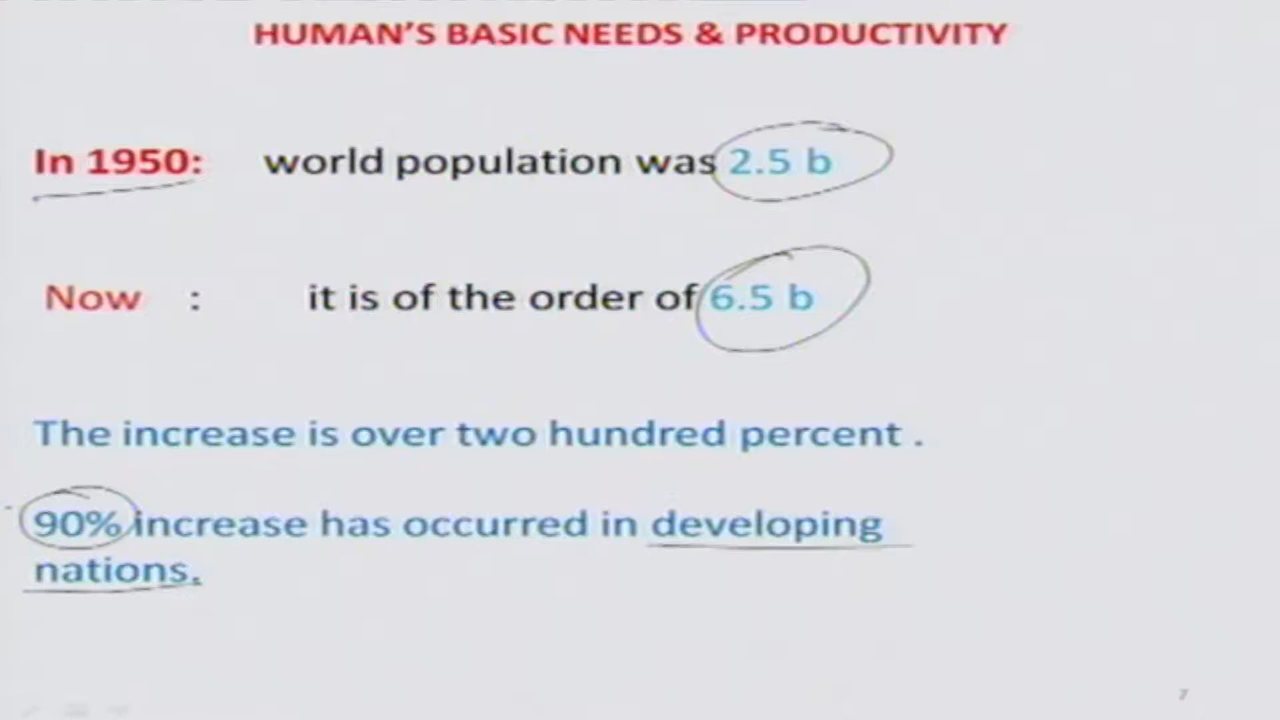 HUMAN'S BASIC NEEDS & PRODUCTIVITY
In 1950: world population was 2.5 b
Now : it is of the order of 6.5 b
The increase is over two hundred percent .
90% increase has occurred in developing
nations.
7